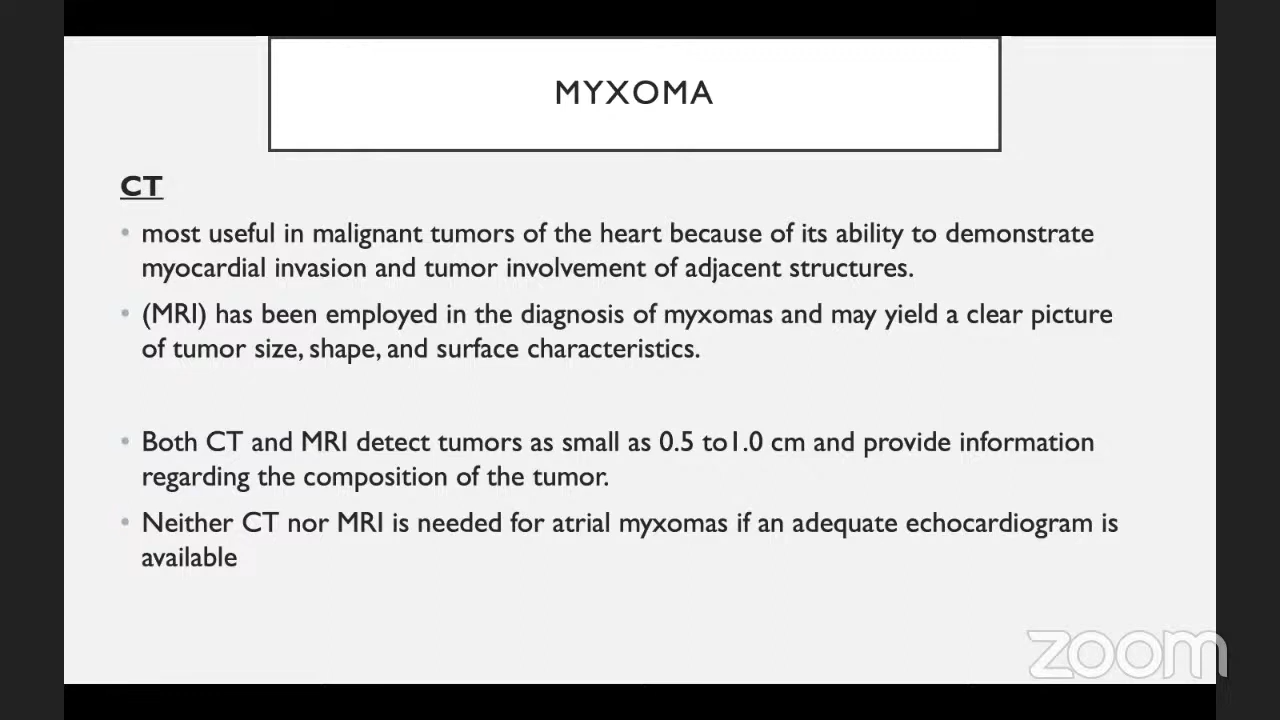 MYXOMA
CT
• most useful in malignant tumors of the heart because of its ability to demonstrate
myocardial invasion and tumor involvement of adjacent structures.
• (MRI) has been employed in the diagnosis of myxomas and may yield a clear picture
of tumor size, shape, and surface characteristics.
• Both CT and MRI detect tumors as small as 0.5 to1.0 cm and provide information
regarding the composition of the tumor.
• Neither CT nor MRI is needed for atrial myxomas if an adequate echocardiogram is
available
zoom